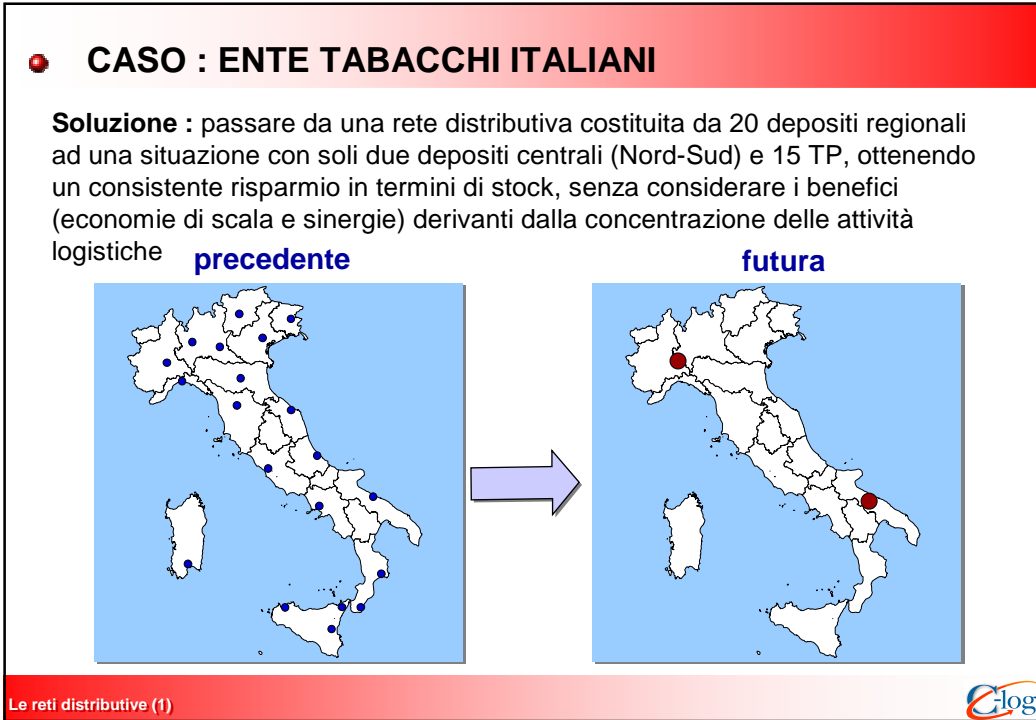 CASO : ENTE TABACCHI ITALIANI
Soluzione : passare da una rete distributiva costituita da 20 depositi regionali
ad una situazione con soli due depositi centrali (Nord-Sud) e 15 TP, ottenendo
un consistente risparmio in termini di stock, senza considerare i benefici
(economie di scala e sinergie) derivanti dalla concentrazione delle attività
logistiche
precedente
futura
Le reti distributive (1)
C-log